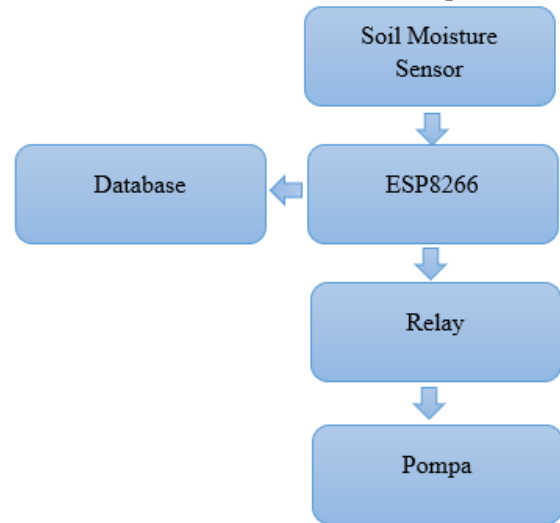 Soil Moisture
Sensor
Database
ESP8266
Relay
Pompa